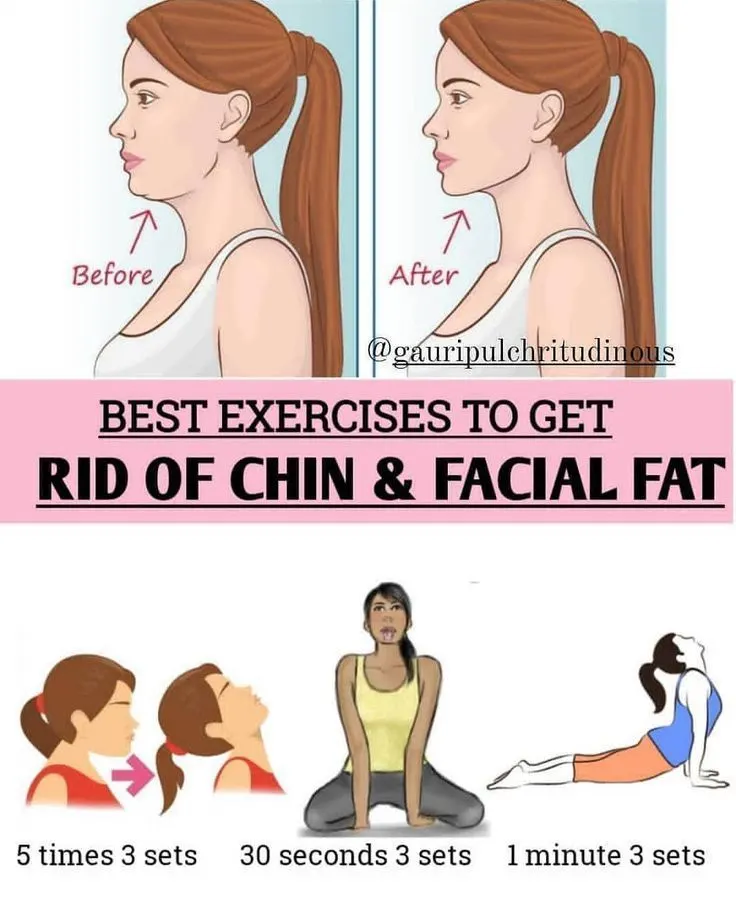 Before
After
@gauripulchritudinous
BEST EXERCISES TO GET
RID OF CHIN & FACIAL FAT
5 times 3 sets
30 seconds 3 sets
1 minute 3 sets